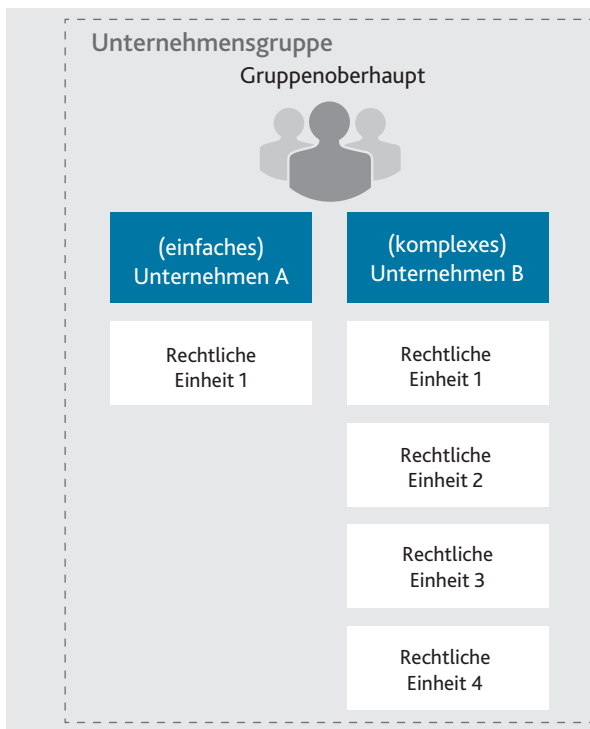 Unternehmensgruppe
Gruppenoberhaupt
(einfaches)
Unternehmen A
Rechtliche
Einheit 1
(komplexes)
Unternehmen B
Rechtliche
Einheit 1
Rechtliche
Einheit 2
Rechtliche
Einheit 3
Rechtliche
Einheit 4